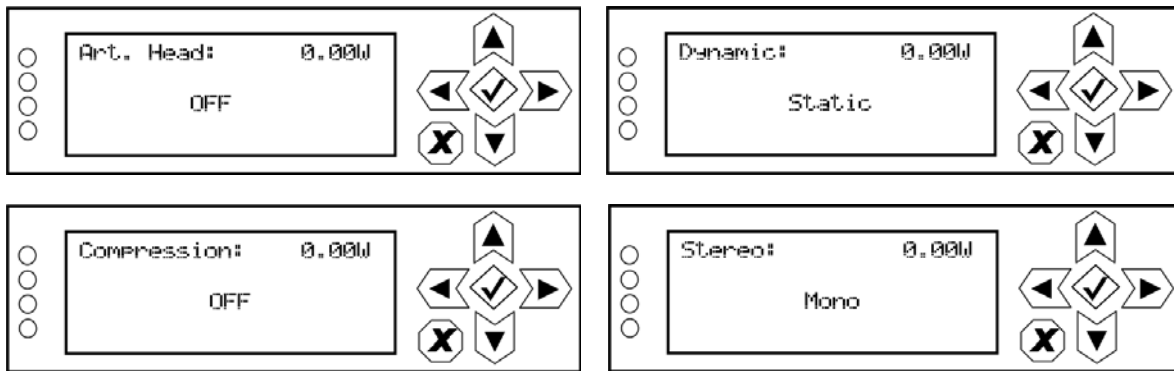 Art. Head: 0.00W
OFF
Dynamic: 0.00W
Static
Compression: 0.00W
OFF
Stereo: 0.00W
Mono